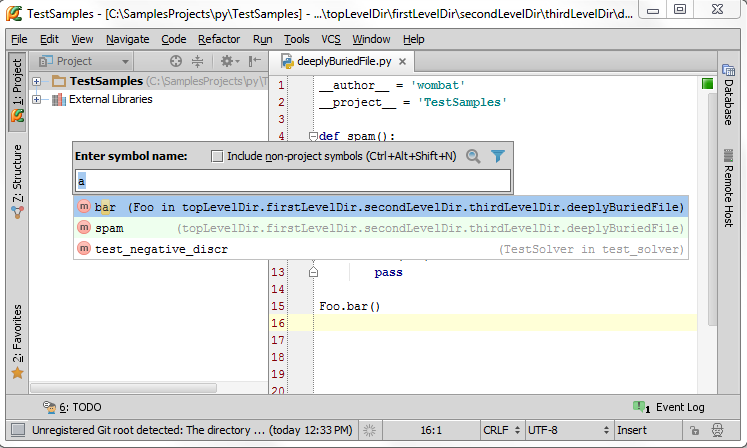 TestSamples - [C:\SamplesProjects\py\TestSamples] - ...\topLevelDir\firstLevelDir\secondLevelDir\thirdLevelDir\d...
File Edit View Navigate Code Refactor Run Tools VCS Window Help
1: Project
Z: Structure
2: Favorites
Project
TestSamples (C:\SamplesProjects\py\T
External Libraries
deeplyBuriedFile.py
1 __author__ = 'wombat'
2 __project__ = 'TestSamples'
3
4 def spam():
Enter symbol name: Include non-project symbols (Ctrl+Alt+Shift+N)
a
m bar (Foo in topLevelDir.firstLevelDir.secondLevelDir.thirdLevelDir.deeplyBuriedFile)
m spam (topLevelDir.firstLevelDir.secondLevelDir.thirdLevelDir.deeplyBuriedFile)
m test_negative_discr (TestSolver in test_solver)
13 pass
14
15 Foo.bar()
16
17
18
19
20
Database
Remote Host
6: TODO
1 Event Log
Unregistered Git root detected: The directory ... (today 12:33 PM) 16:1 CRLF UTF-8 Insert